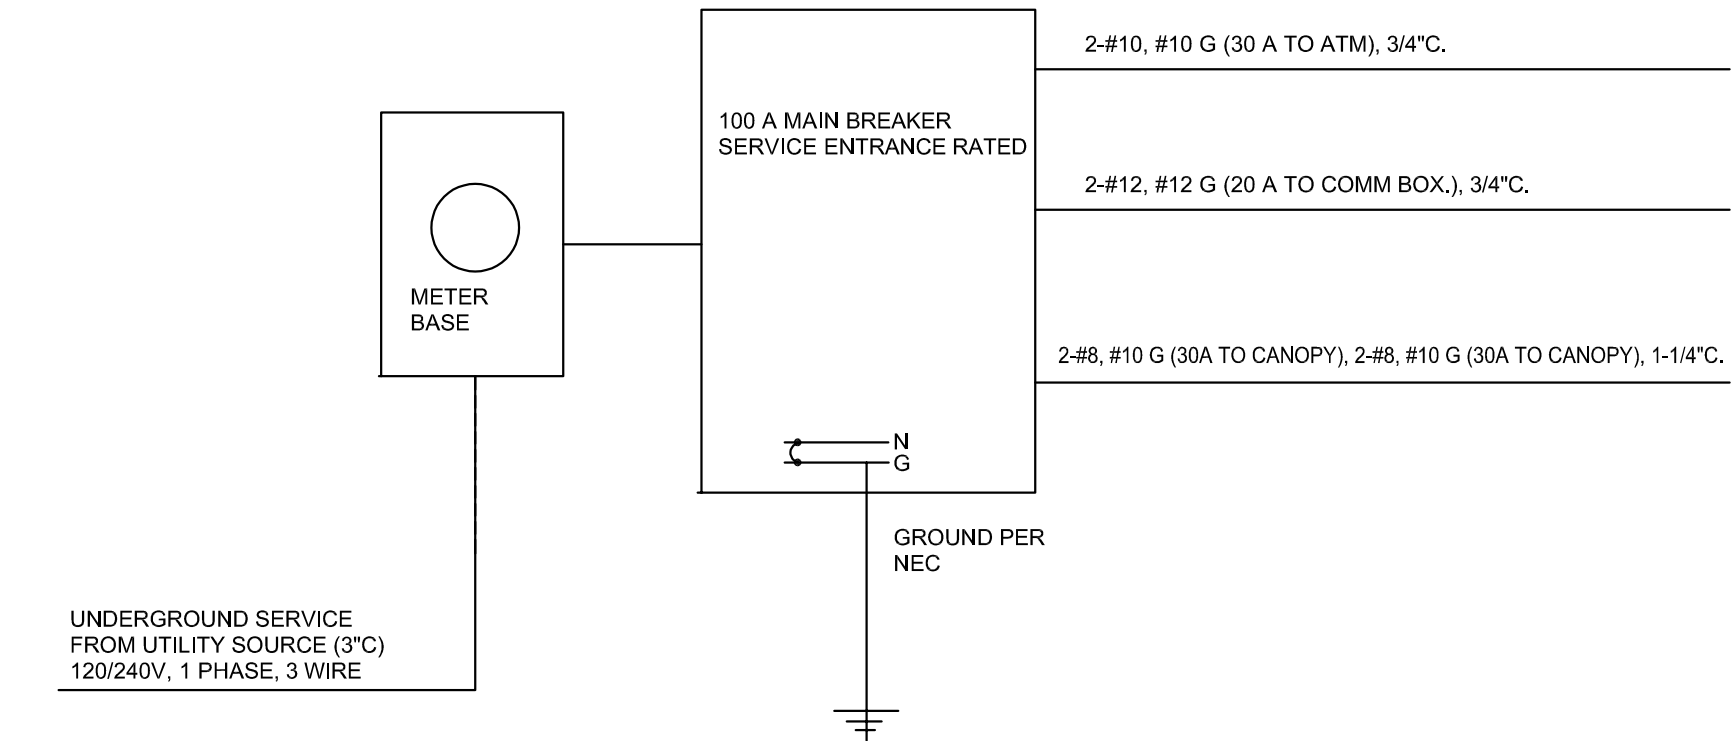 2-#10, #10 G (30 A TO ATM), 3/4"C.
100 A MAIN BREAKER
SERVICE ENTRANCE RATED
2-#12, #12 G (20 A TO COMM BOX.), 3/4"C.
METER
BASE
2-#8, #10 G (30A TO CANOPY), 2-#8, #10 G (30A TO CANOPY), 1-1/4"C.
N
G
GROUND PER
NEC
UNDERGROUND SERVICE
FROM UTILITY SOURCE (3"C)
120/240V, 1 PHASE, 3 WIRE